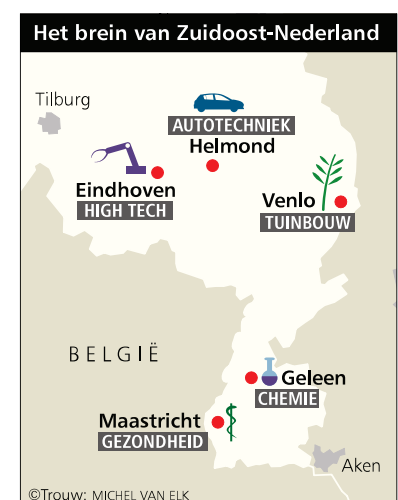 Het brein van Zuidoost-Nederland
Tilburg
AUTOTECHNIEK
Helmond
Eindhoven
HIGH TECH
Venlo
TUINBOUW
BELGIË
Geleen
CHEMIE
Maastricht
GEZONDHEID
Aken
©Trouw: MICHEL VAN ELK